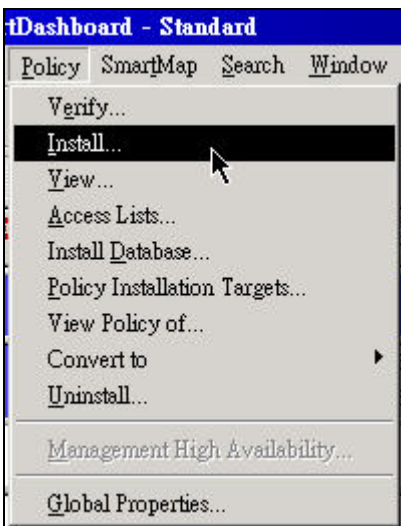 tDashboard - Standard
Policy SmartMap Search Window
Verify...
Install...
View...
Access Lists...
Install Database...
Policy Installation Targets...
View Policy of...
Convert to
Uninstall...
Management High Availability...
Global Properties...